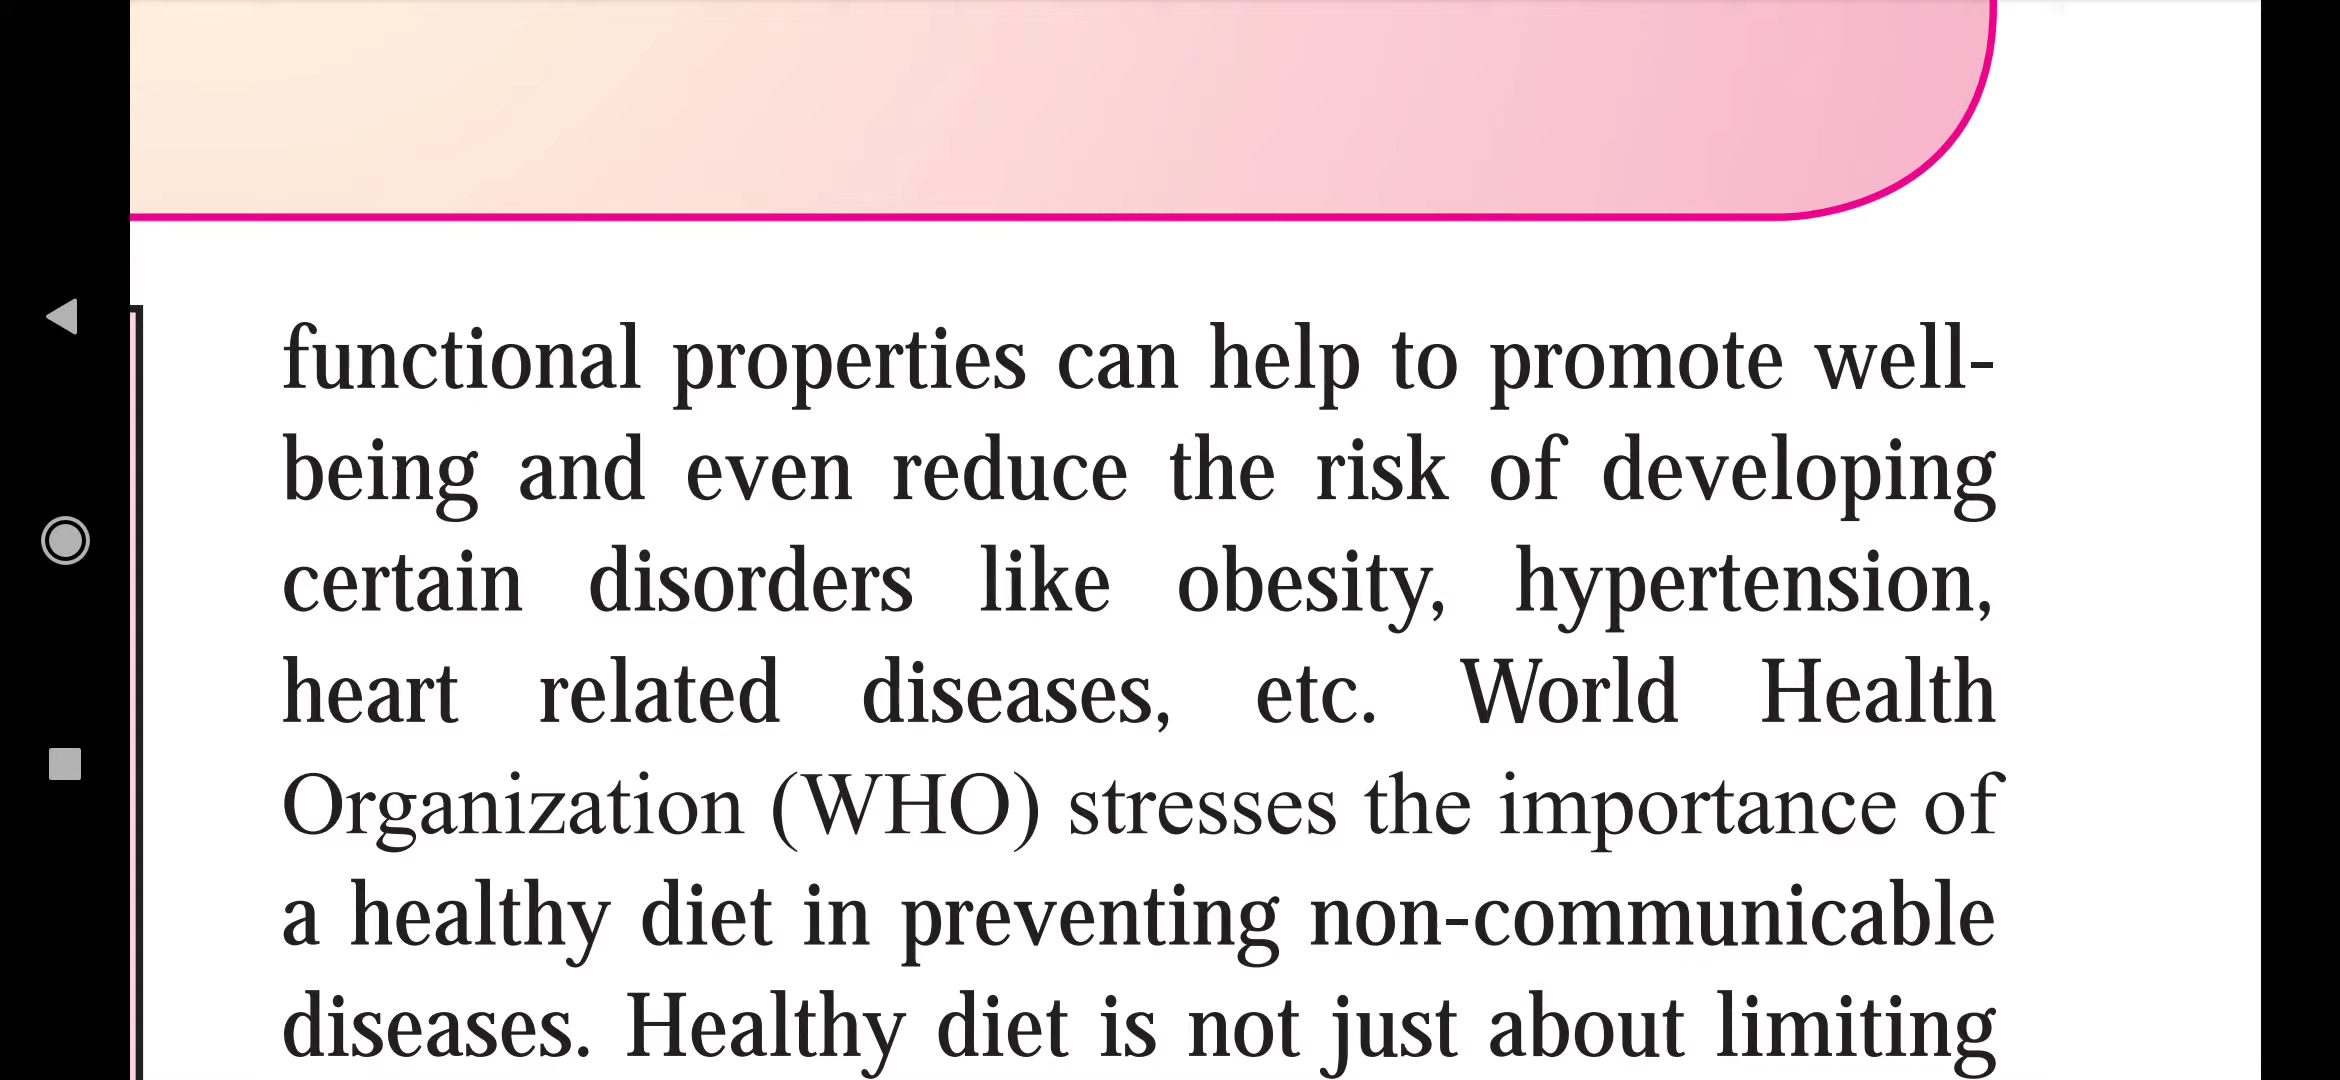 functional properties can help to promote well-
being and even reduce the risk of developing
certain disorders like obesity, hypertension,
heart related diseases, etc. World Health
Organization (WHO) stresses the importance of
a healthy diet in preventing non-communicable
diseases. Healthy diet is not just about limiting